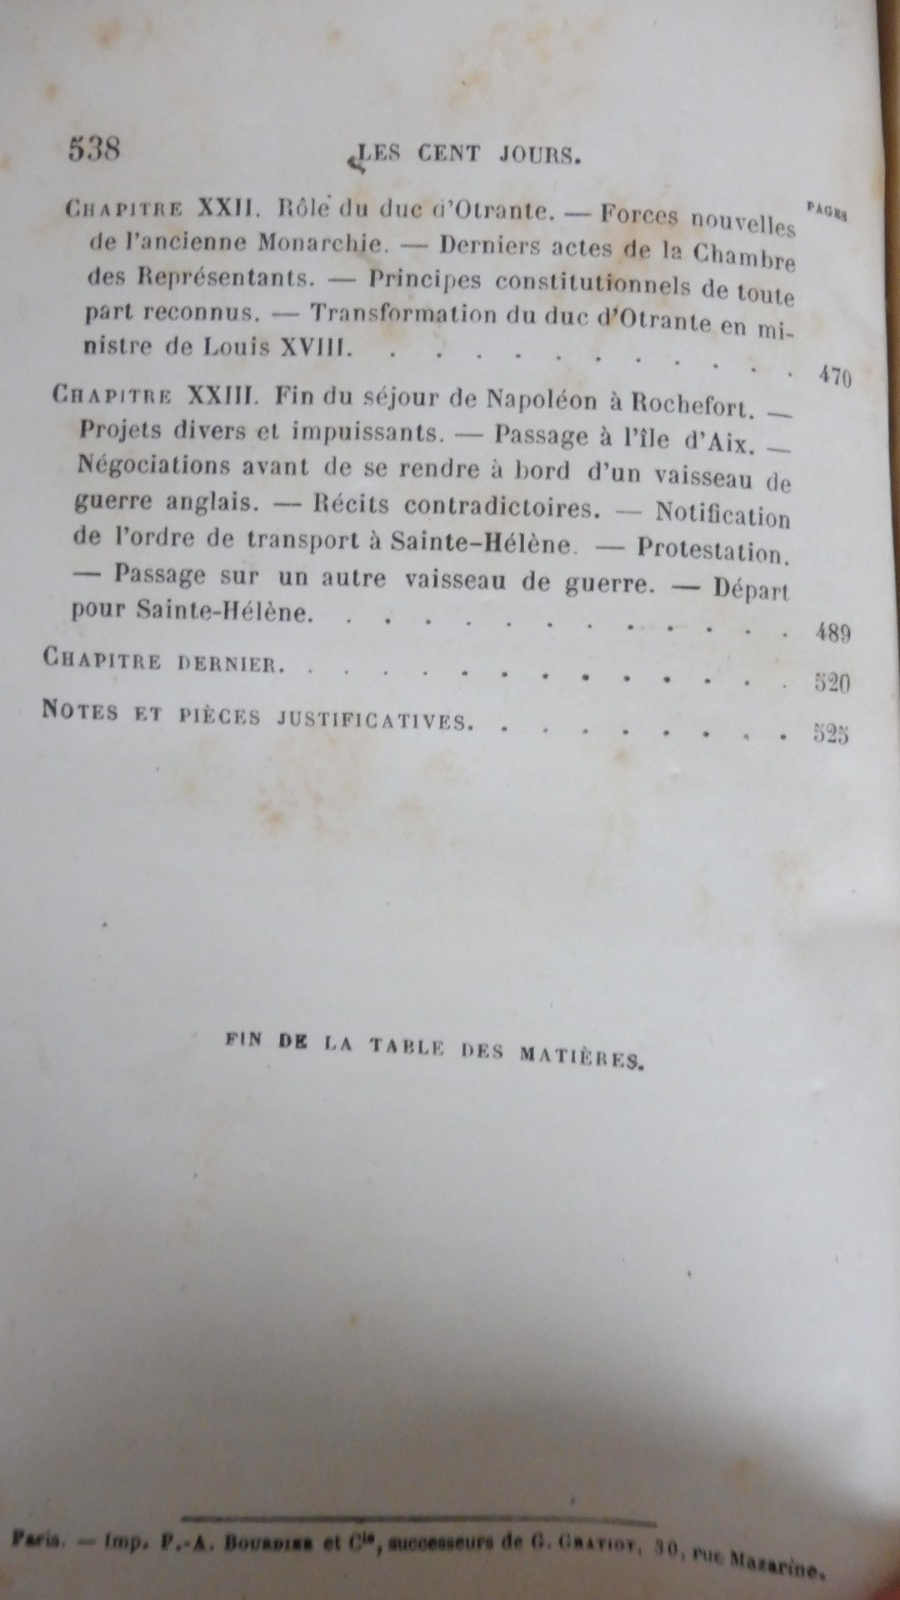 538 LES CENT JOURS.
PAGES
CHAPITRE XXII. Rôle du duc d'Otrante. — Forces nouvelles
de l'ancienne Monarchie. — Derniers actes de la Chambre
des Représentants. — Principes constitutionnels de toute
part reconnus. — Transformation du duc d'Otrante en mi-
nistre de Louis XVIII. . . . . . . . . . . . 470
CHAPITRE XXIII. Fin du séjour de Napoléon à Rochefort. —
Projets divers et impuissants. — Passage à l'île d'Aix. —
Négociations avant de se rendre à bord d'un vaisseau de
guerre anglais. — Récits contradictoires. — Notification
de l'ordre de transport à Sainte-Hélène. — Protestation.
— Passage sur un autre vaisseau de guerre. — Départ
pour Sainte-Hélène. . . . . . . . . . . . . 489
CHAPITRE DERNIER. . . . . . . . . . . . . . 520
NOTES ET PIÈCES JUSTIFICATIVES. . . . . . . . . 525
FIN DE LA TABLE DES MATIÈRES.
Paris. — Imp. P.-A. BOURDIER et Cie, successeurs de G. GRATIOT, 30, rue Mazarine.